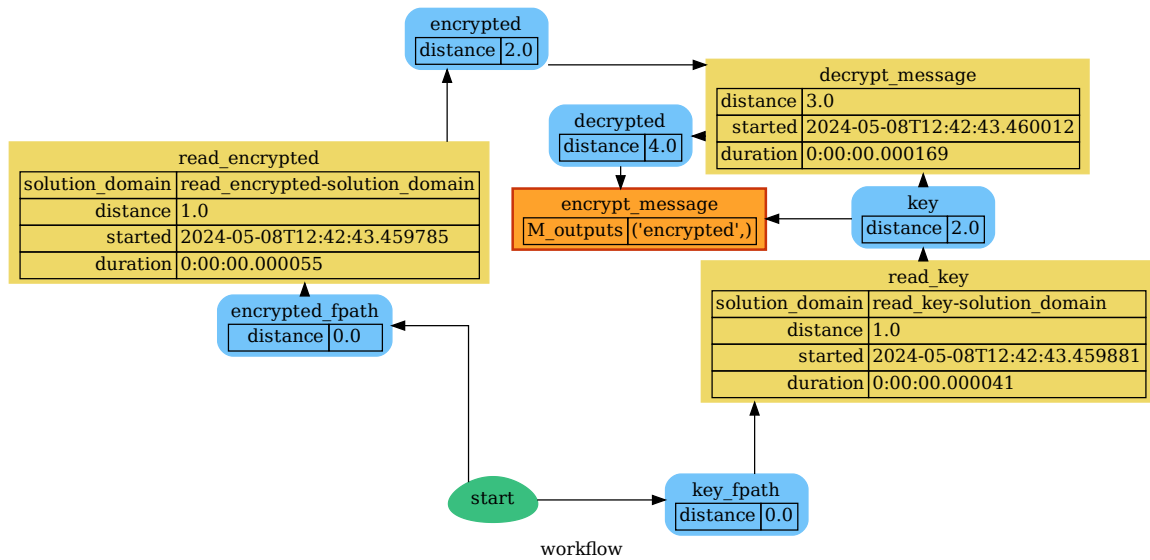 encrypted
distance 2.0
decrypt_message
distance 3.0
started 2024-05-08T12:42:43.460012
duration 0:00:00.000169
decrypted
distance 4.0
read_encrypted
solution_domain read_encrypted-solution_domain
distance 1.0
started 2024-05-08T12:42:43.459785
duration 0:00:00.000055
encrypt_message
M_outputs ('encrypted',)
key
distance 2.0
read_key
solution_domain read_key-solution_domain
distance 1.0
started 2024-05-08T12:42:43.459881
duration 0:00:00.000041
encrypted_fpath
distance 0.0
start
key_fpath
distance 0.0
workflow